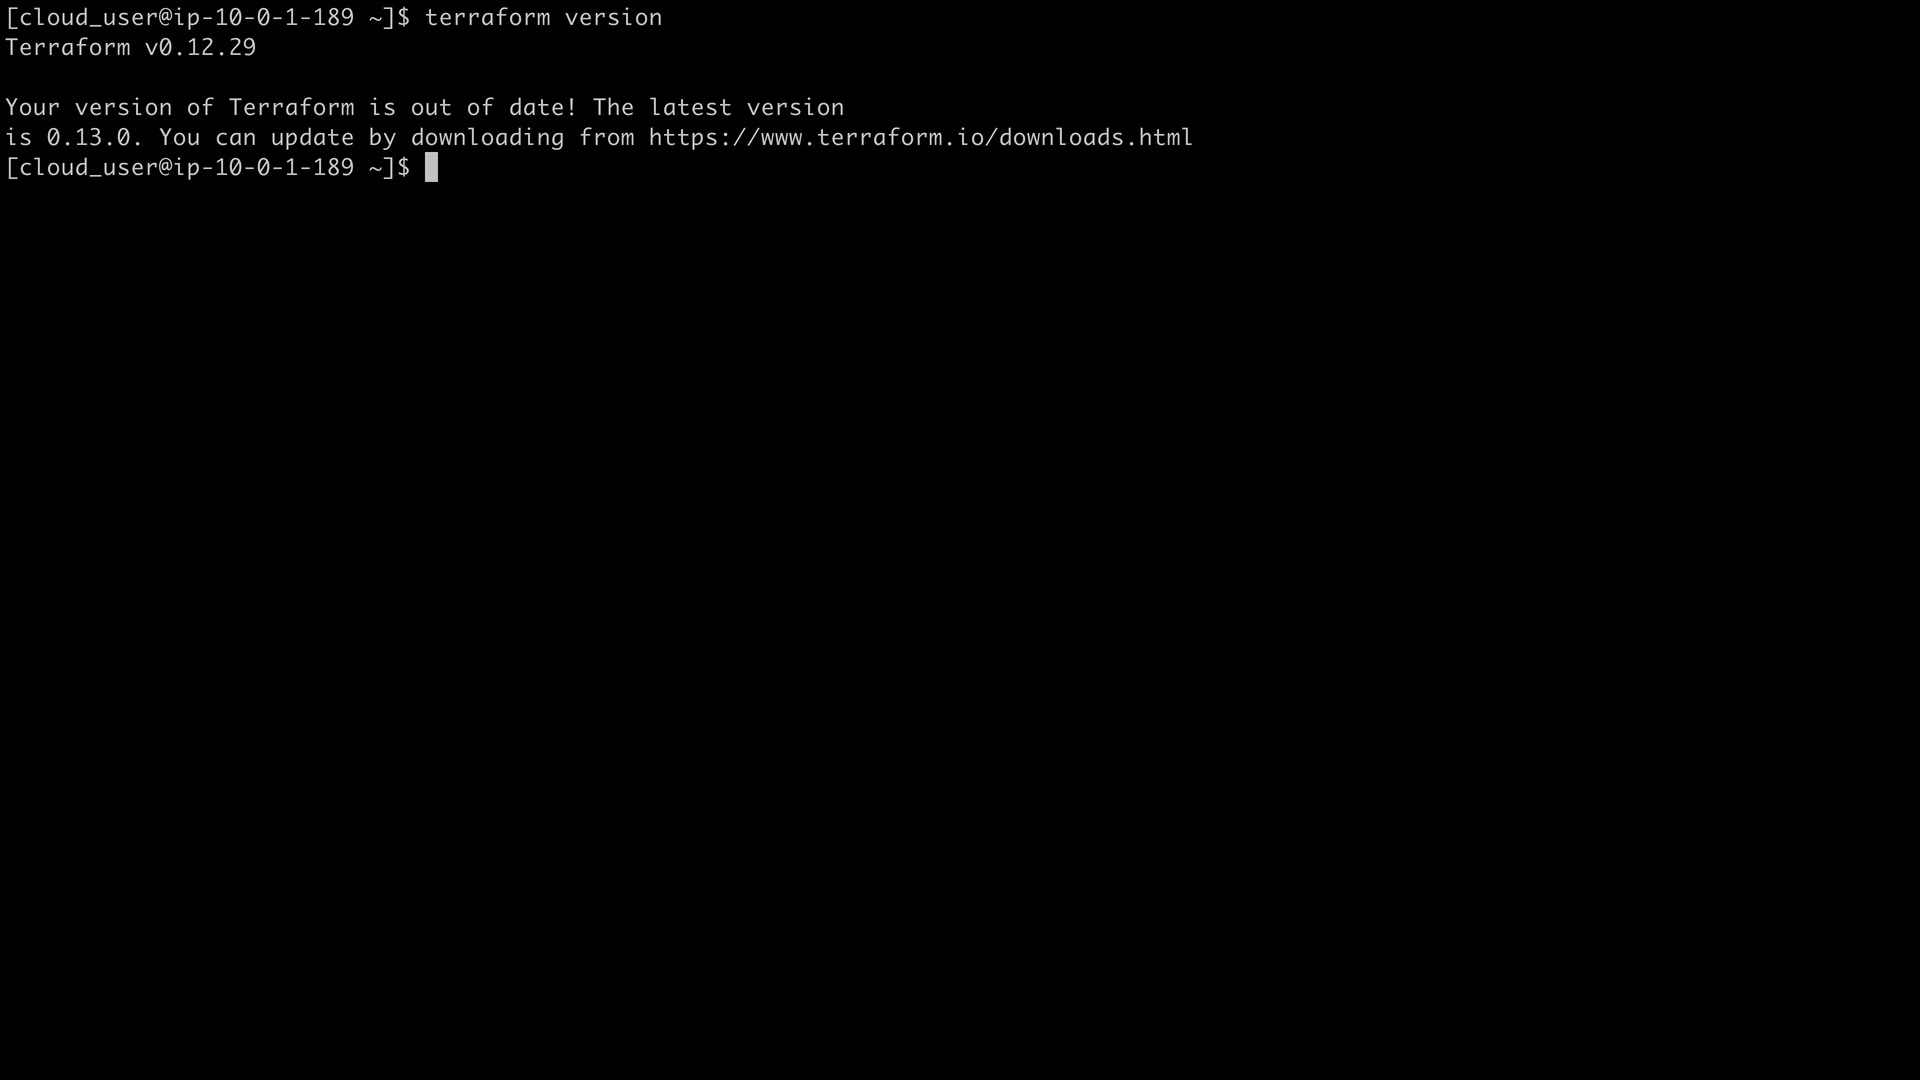 [cloud_user@ip-10-0-1-189 ~]$ terraform version
Terraform v0.12.29
Your version of Terraform is out of date! The latest version
is 0.13.0. You can update by downloading from https://www.terraform.io/downloads.html
[cloud_user@ip-10-0-1-189 ~]$